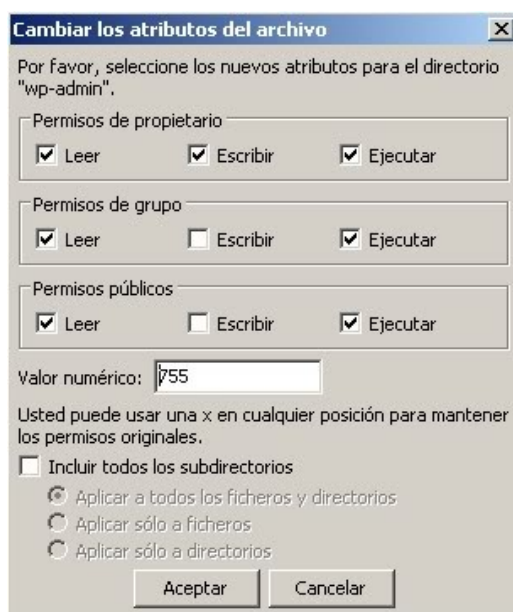 Cambiar los atributos del archivo
Por favor, seleccione los nuevos atributos para el directorio
"wp-admin".
Permisos de propietario
Leer Escribir Ejecutar
Permisos de grupo
Leer Escribir Ejecutar
Permisos públicos
Leer Escribir Ejecutar
Valor numérico: 755
Usted puede usar una x en cualquier posición para mantener
los permisos originales.
Incluir todos los subdirectorios
Aplicar a todos los ficheros y directorios
Aplicar sólo a ficheros
Aplicar sólo a directorios
Aceptar Cancelar